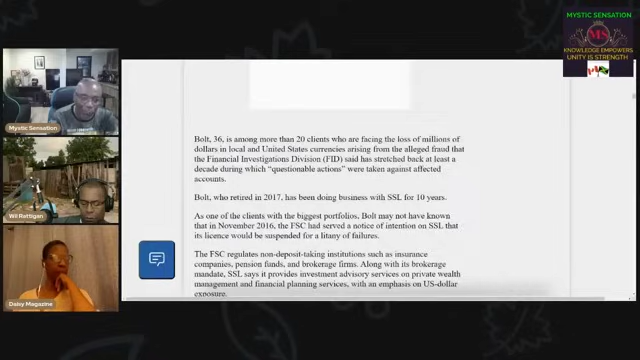 MYSTIC SENSATION
MS
KNOWLEDGE EMPOWERS
UNITY IS STRENGTH
Mystic Sensation
Wil Rattigan
Daisy Magazine
Bolt, 36, is among more than 20 clients who are facing the loss of millions of
dollars in local and United States currencies arising from the alleged fraud that
the Financial Investigations Division (FID) said has stretched back at least a
decade during which “questionable actions” were taken against affected
accounts.
Bolt, who retired in 2017, has been doing business with SSL for 10 years.
As one of the clients with the biggest portfolios, Bolt may not have known
that in November 2016, the FSC had served a notice of intention on SSL that
its licence would be suspended for a litany of failures.
The FSC regulates non-deposit-taking institutions such as insurance
companies, pension funds, and brokerage firms. Along with its brokerage
mandate, SSL says it provides investment advisory services on private wealth
management and financial planning services, with an emphasis on US-dollar
exposure.